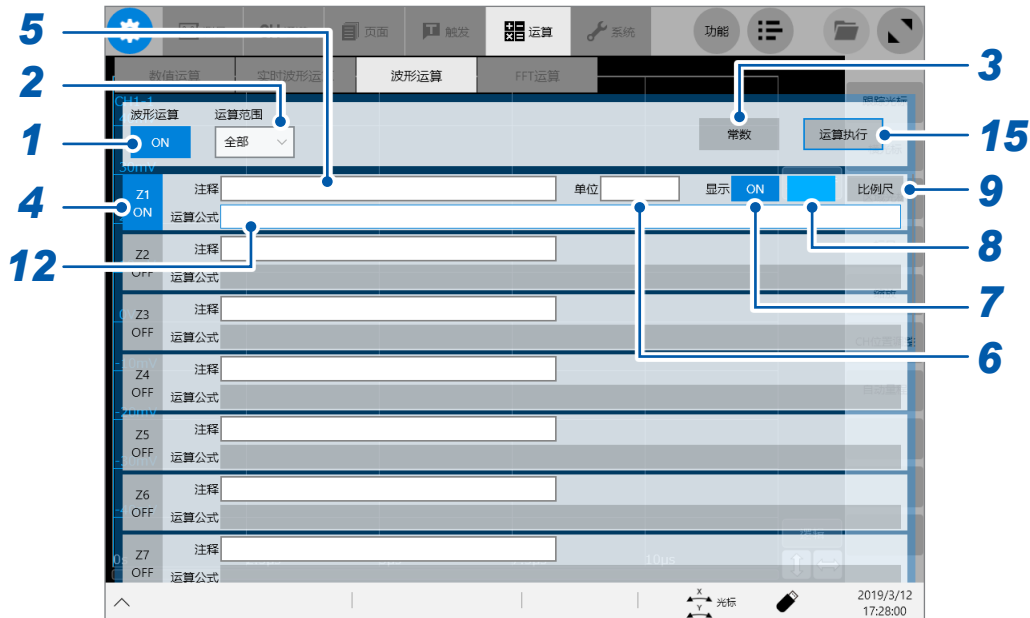 页面 触发 运算 系统 功能
数值运算 实时波形运 波形运算 FFT运算
5
2
1
4
12
3
15
9
8
7
6
CH1-1
波形运算 运算范围
ON 全部 常数 运算执行
30mV
Z1 ON 注释 单位 显示 ON 比例尺
运算公式
Z2 OFF 注释
运算公式
Z3 OFF 注释
运算公式
Z4 OFF 注释
运算公式
-20mV
Z5 OFF 注释
运算公式
Z6 OFF 注释
运算公式
Z7 OFF 注释
运算公式
10μs
X
Y
光标
2019/3/12
17:28:00